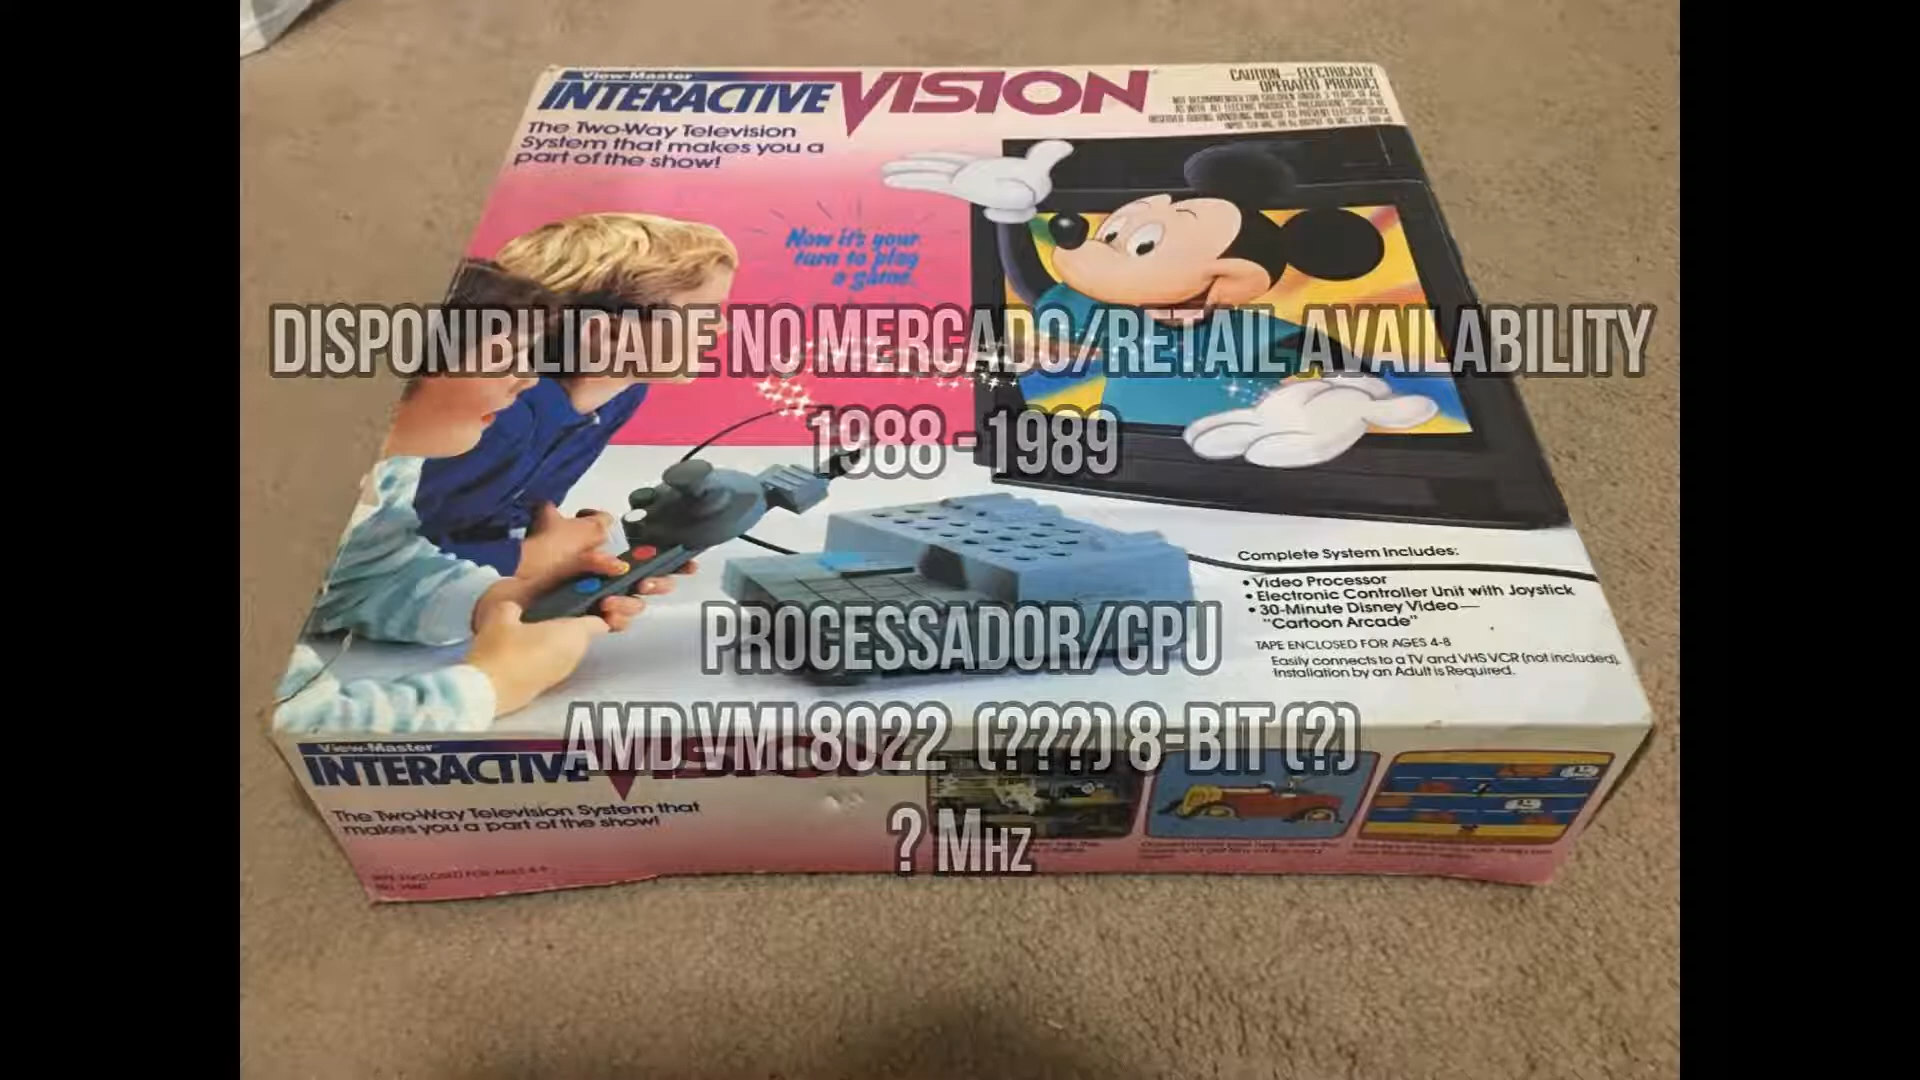 View-Master
INTERACTIVE VISION
The Two-Way Television
System that makes you a
part of the show!
CAUTION—ELECTRICALLY
OPERATED PRODUCT
Now it's your
turn to play
a game.
DISPONIBILIDADE NO MERCADO/RETAIL AVAILABILITY
1988 - 1989
Complete System Includes:
• Video Processor
• Electronic Controller Unit with Joystick
• 30-Minute Disney Video—
"Cartoon Arcade"
TAPE ENCLOSED FOR AGES 4-8
Easily connects to a TV and VHS VCR (not included).
Installation by an Adult is Required.
PROCESSADOR/CPU
AMD VMI 8022 (???) 8-BIT (?)
? MHZ
View-Master
INTERACTIVE VISION
The Two-Way Television System that
makes you a part of the show!